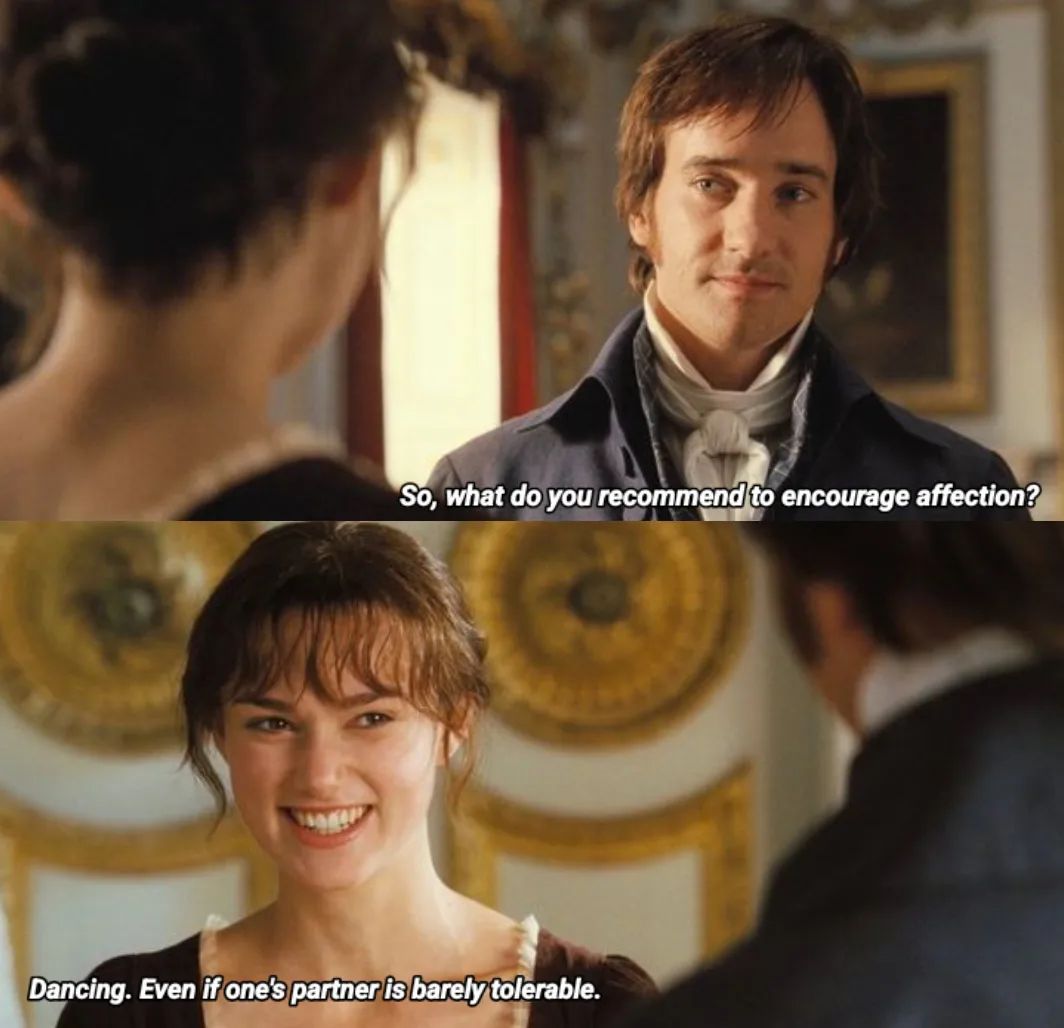 So, what do you recommend to encourage affection?
Dancing. Even if one's partner is barely tolerable.